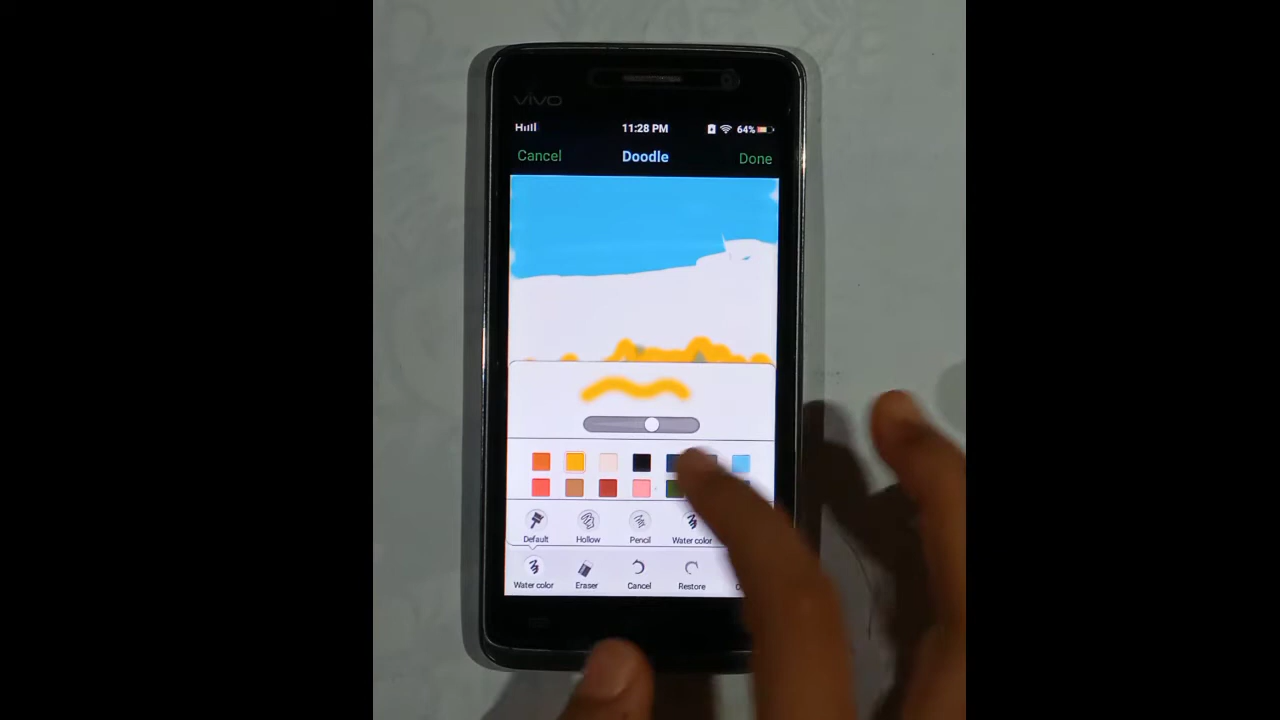 vivo
H 11:28 PM 64%
Cancel Doodle Done
Default Hollow Pencil Water color
Water color Eraser Cancel Restore